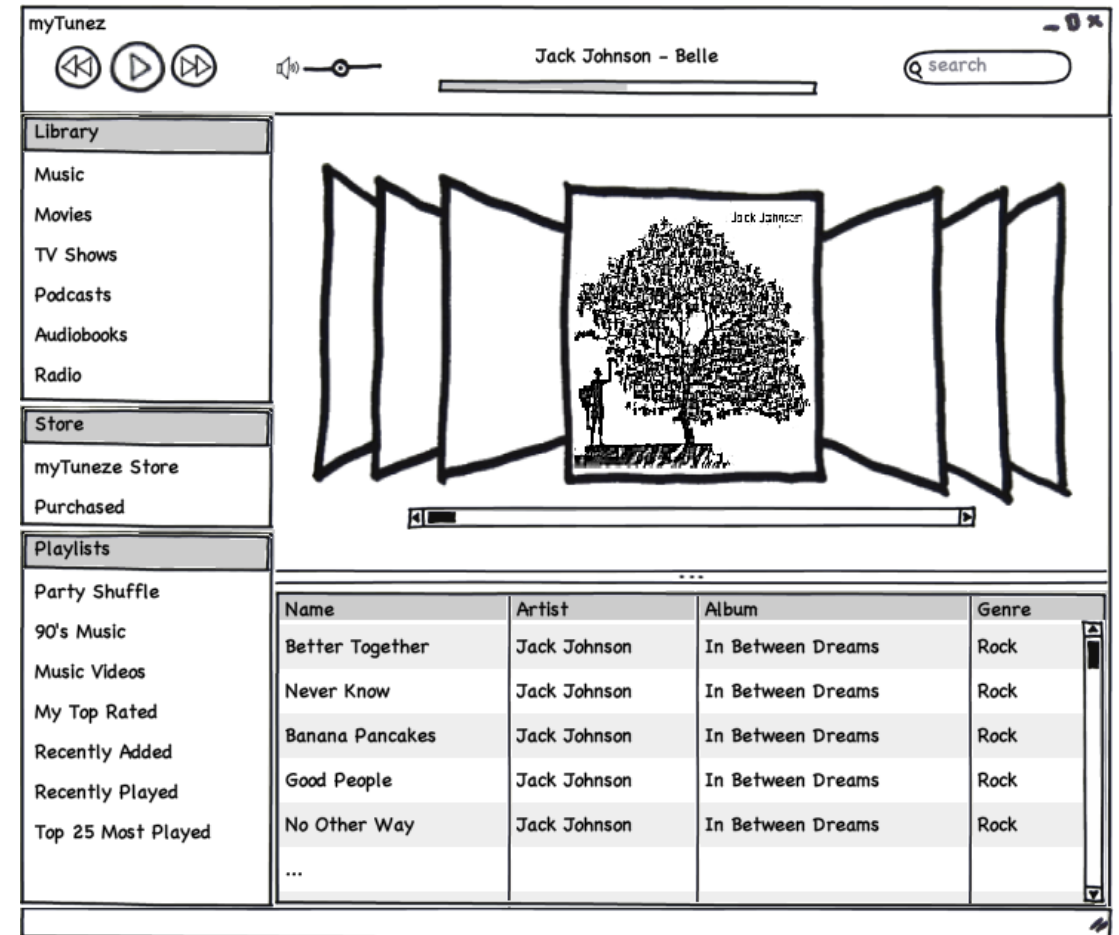 myTunez
Jack Johnson - Belle
search
Library
Music
Movies
TV Shows
Podcasts
Audiobooks
Radio
Store
myTuneze Store
Purchased
Playlists
Party Shuffle
90's Music
Music Videos
My Top Rated
Recently Added
Recently Played
Top 25 Most Played
Jack Johnson
Name Artist Album Genre
Better Together Jack Johnson In Between Dreams Rock
Never Know Jack Johnson In Between Dreams Rock
Banana Pancakes Jack Johnson In Between Dreams Rock
Good People Jack Johnson In Between Dreams Rock
No Other Way Jack Johnson In Between Dreams Rock
...